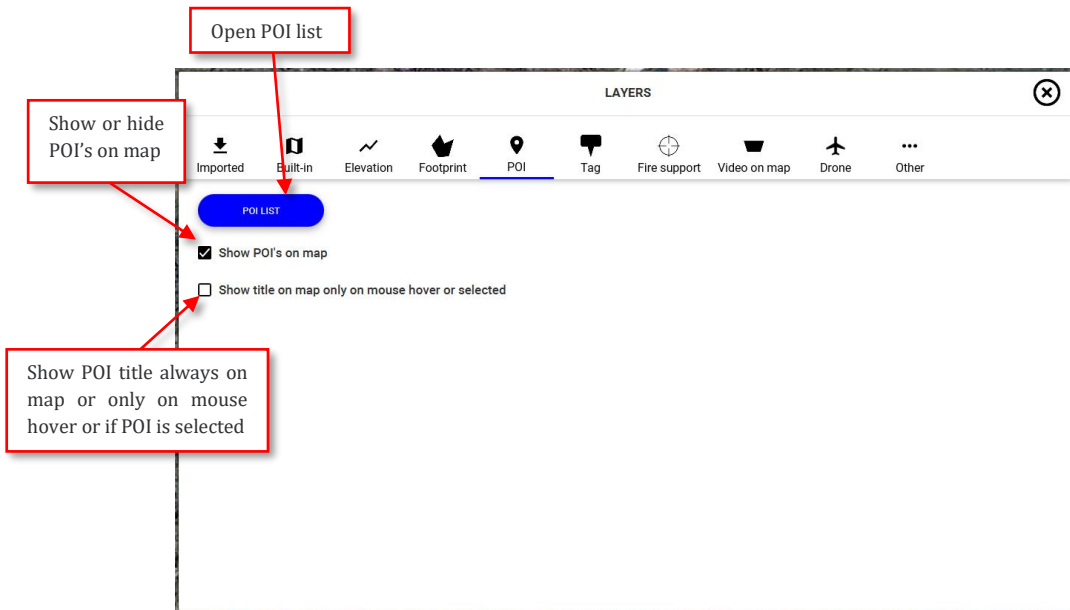 Open POI list
LAYERS
Show or hide
POI's on map
Imported
Built-in
Elevation
Footprint
POI
Tag
Fire support
Video on map
Drone
Other
POI LIST
Show POI's on map
Show title on map only on mouse hover or selected
Show POI title always on
map or only on mouse
hover or if POI is selected